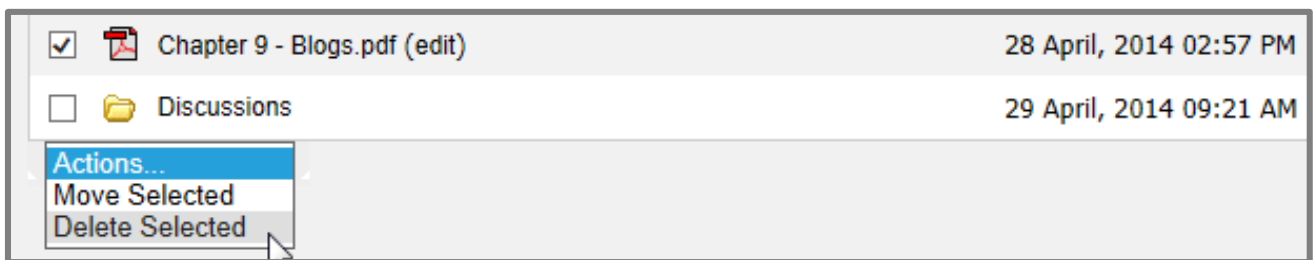 Chapter 9 - Blogs.pdf (edit) 28 April, 2014 02:57 PM
Discussions 29 April, 2014 09:21 AM
Actions...
Move Selected
Delete Selected